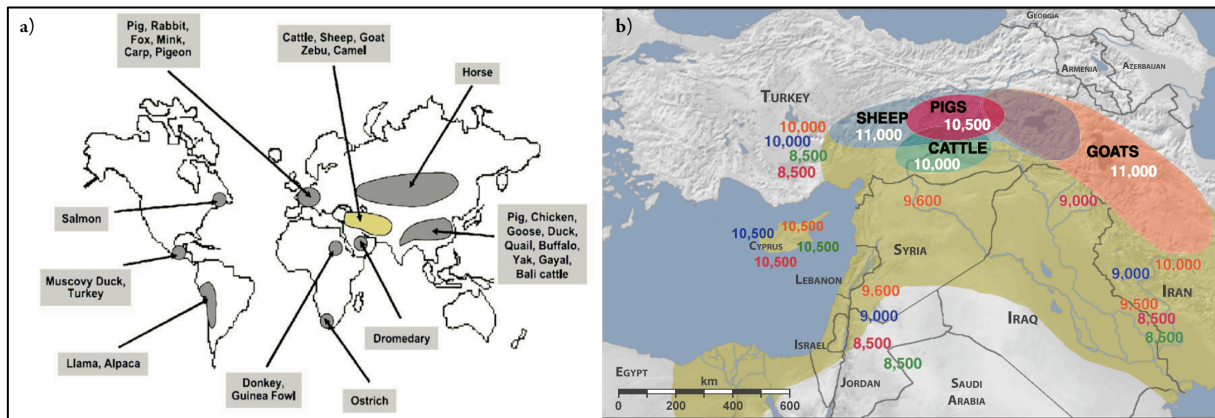 a)
Pig, Rabbit,
Fox, Mink,
Carp, Pigeon
Cattle, Sheep, Goat
Zebu, Camel
Horse
Salmon
Muscovy Duck,
Turkey
Llama, Alpaca
Donkey,
Guinea Fowl
Ostrich
Dromedary
Pig, Chicken,
Goose, Duck,
Quail, Buffalo,
Yak, Gayal,
Bali cattle
b)
GEORGIA
ARMENIA
AZERBAIJAN
TURKEY
SHEEP
11,000
PIGS
10,500
CATTLE
10,000
GOATS
11,000
10,000
10,000
8,500
8,500
9,600
9,000
10,500
10,500
CYPRUS
10,500
10,500
SYRIA
LEBANON
9,600
9,000
ISRAEL
8,500
8,500
IRAQ
10,000
9,000
IRAN
9,500
8,500
8,500
EGYPT
JORDAN
SAUDI
ARABIA
km
0 200 400 600 800